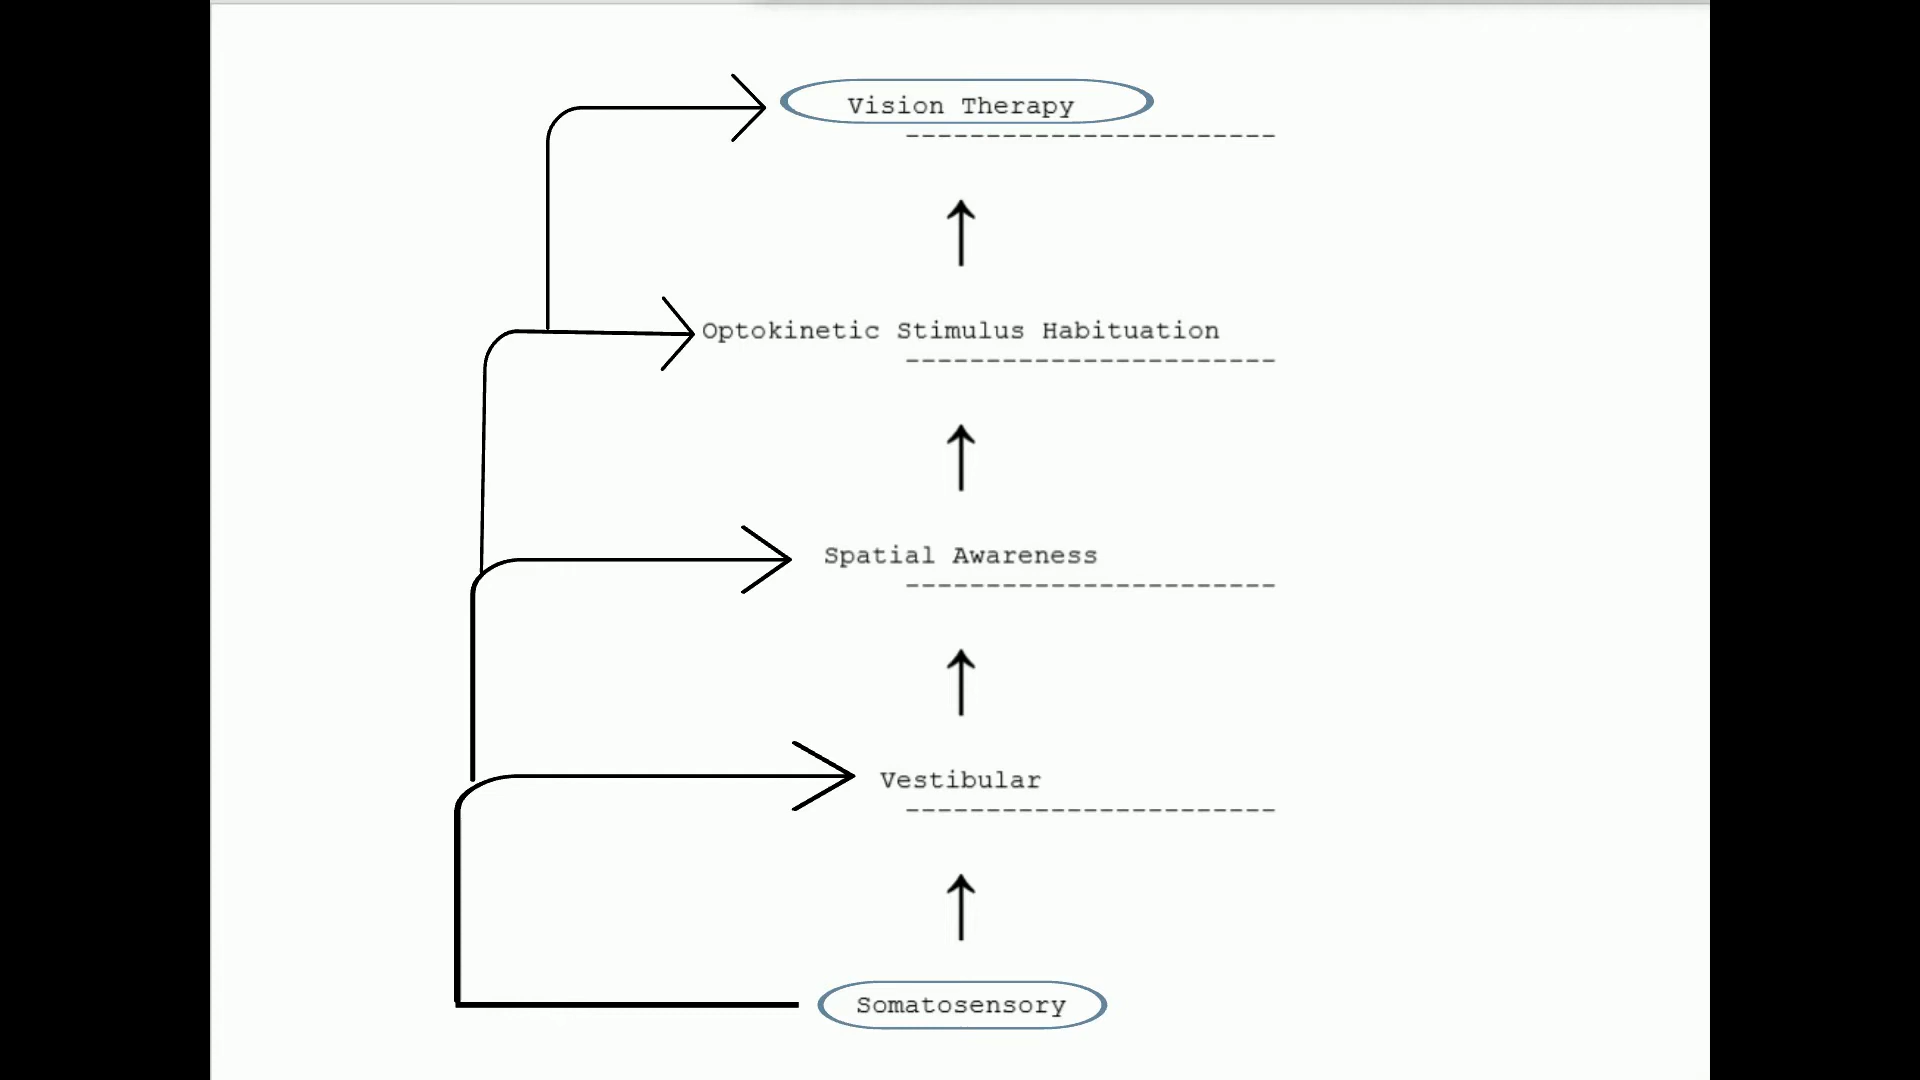 Vision Therapy
Optokinetic Stimulus Habituation
Spatial Awareness
Vestibular
Somatosensory